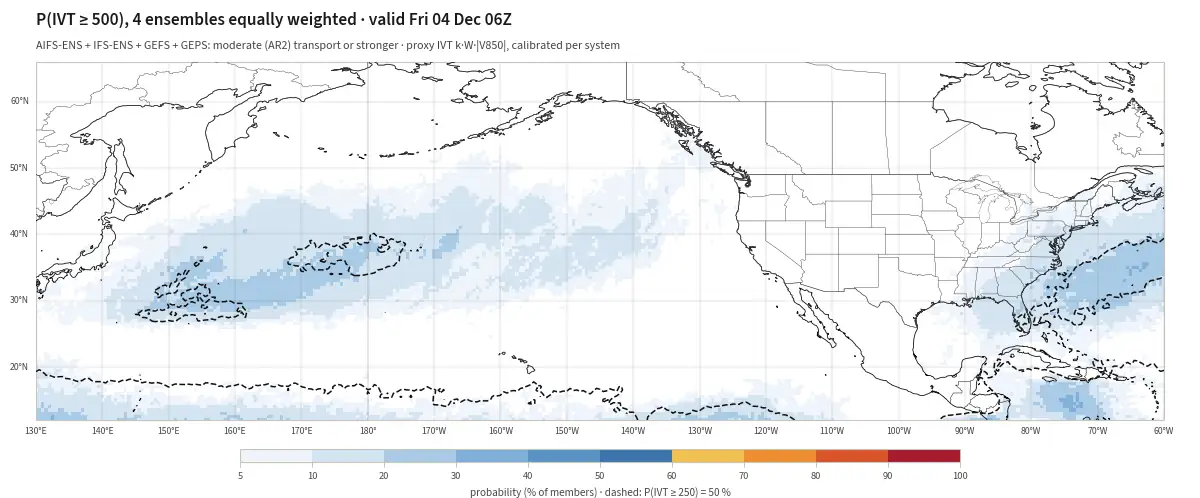 P(IVT ≥ 500), 4 ensembles equally weighted · valid Fri 04 Dec 06Z
AIFS-ENS + IFS-ENS + GEFS + GEPS: moderate (AR2) transport or stronger · proxy IVT k·W·|V850|, calibrated per system
60°N
50°N
40°N
30°N
20°N
130°E 140°E 150°E 160°E 170°E 180° 170°W 160°W 150°W 140°W 130°W 120°W 110°W 100°W 90°W 80°W 70°W 60°W
5 10 20 30 40 50 60 70 80 90 100
probability (% of members) · dashed: P(IVT ≥ 250) = 50 %